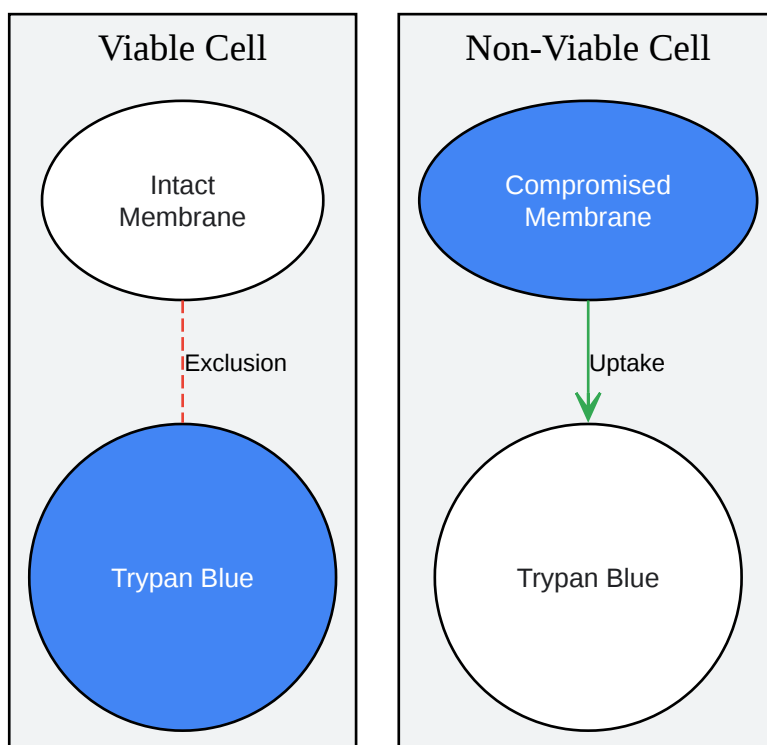 Viable Cell
Intact
Membrane
Exclusion
Trypan Blue
Non-Viable Cell
Compromised
Membrane
Uptake
Trypan Blue